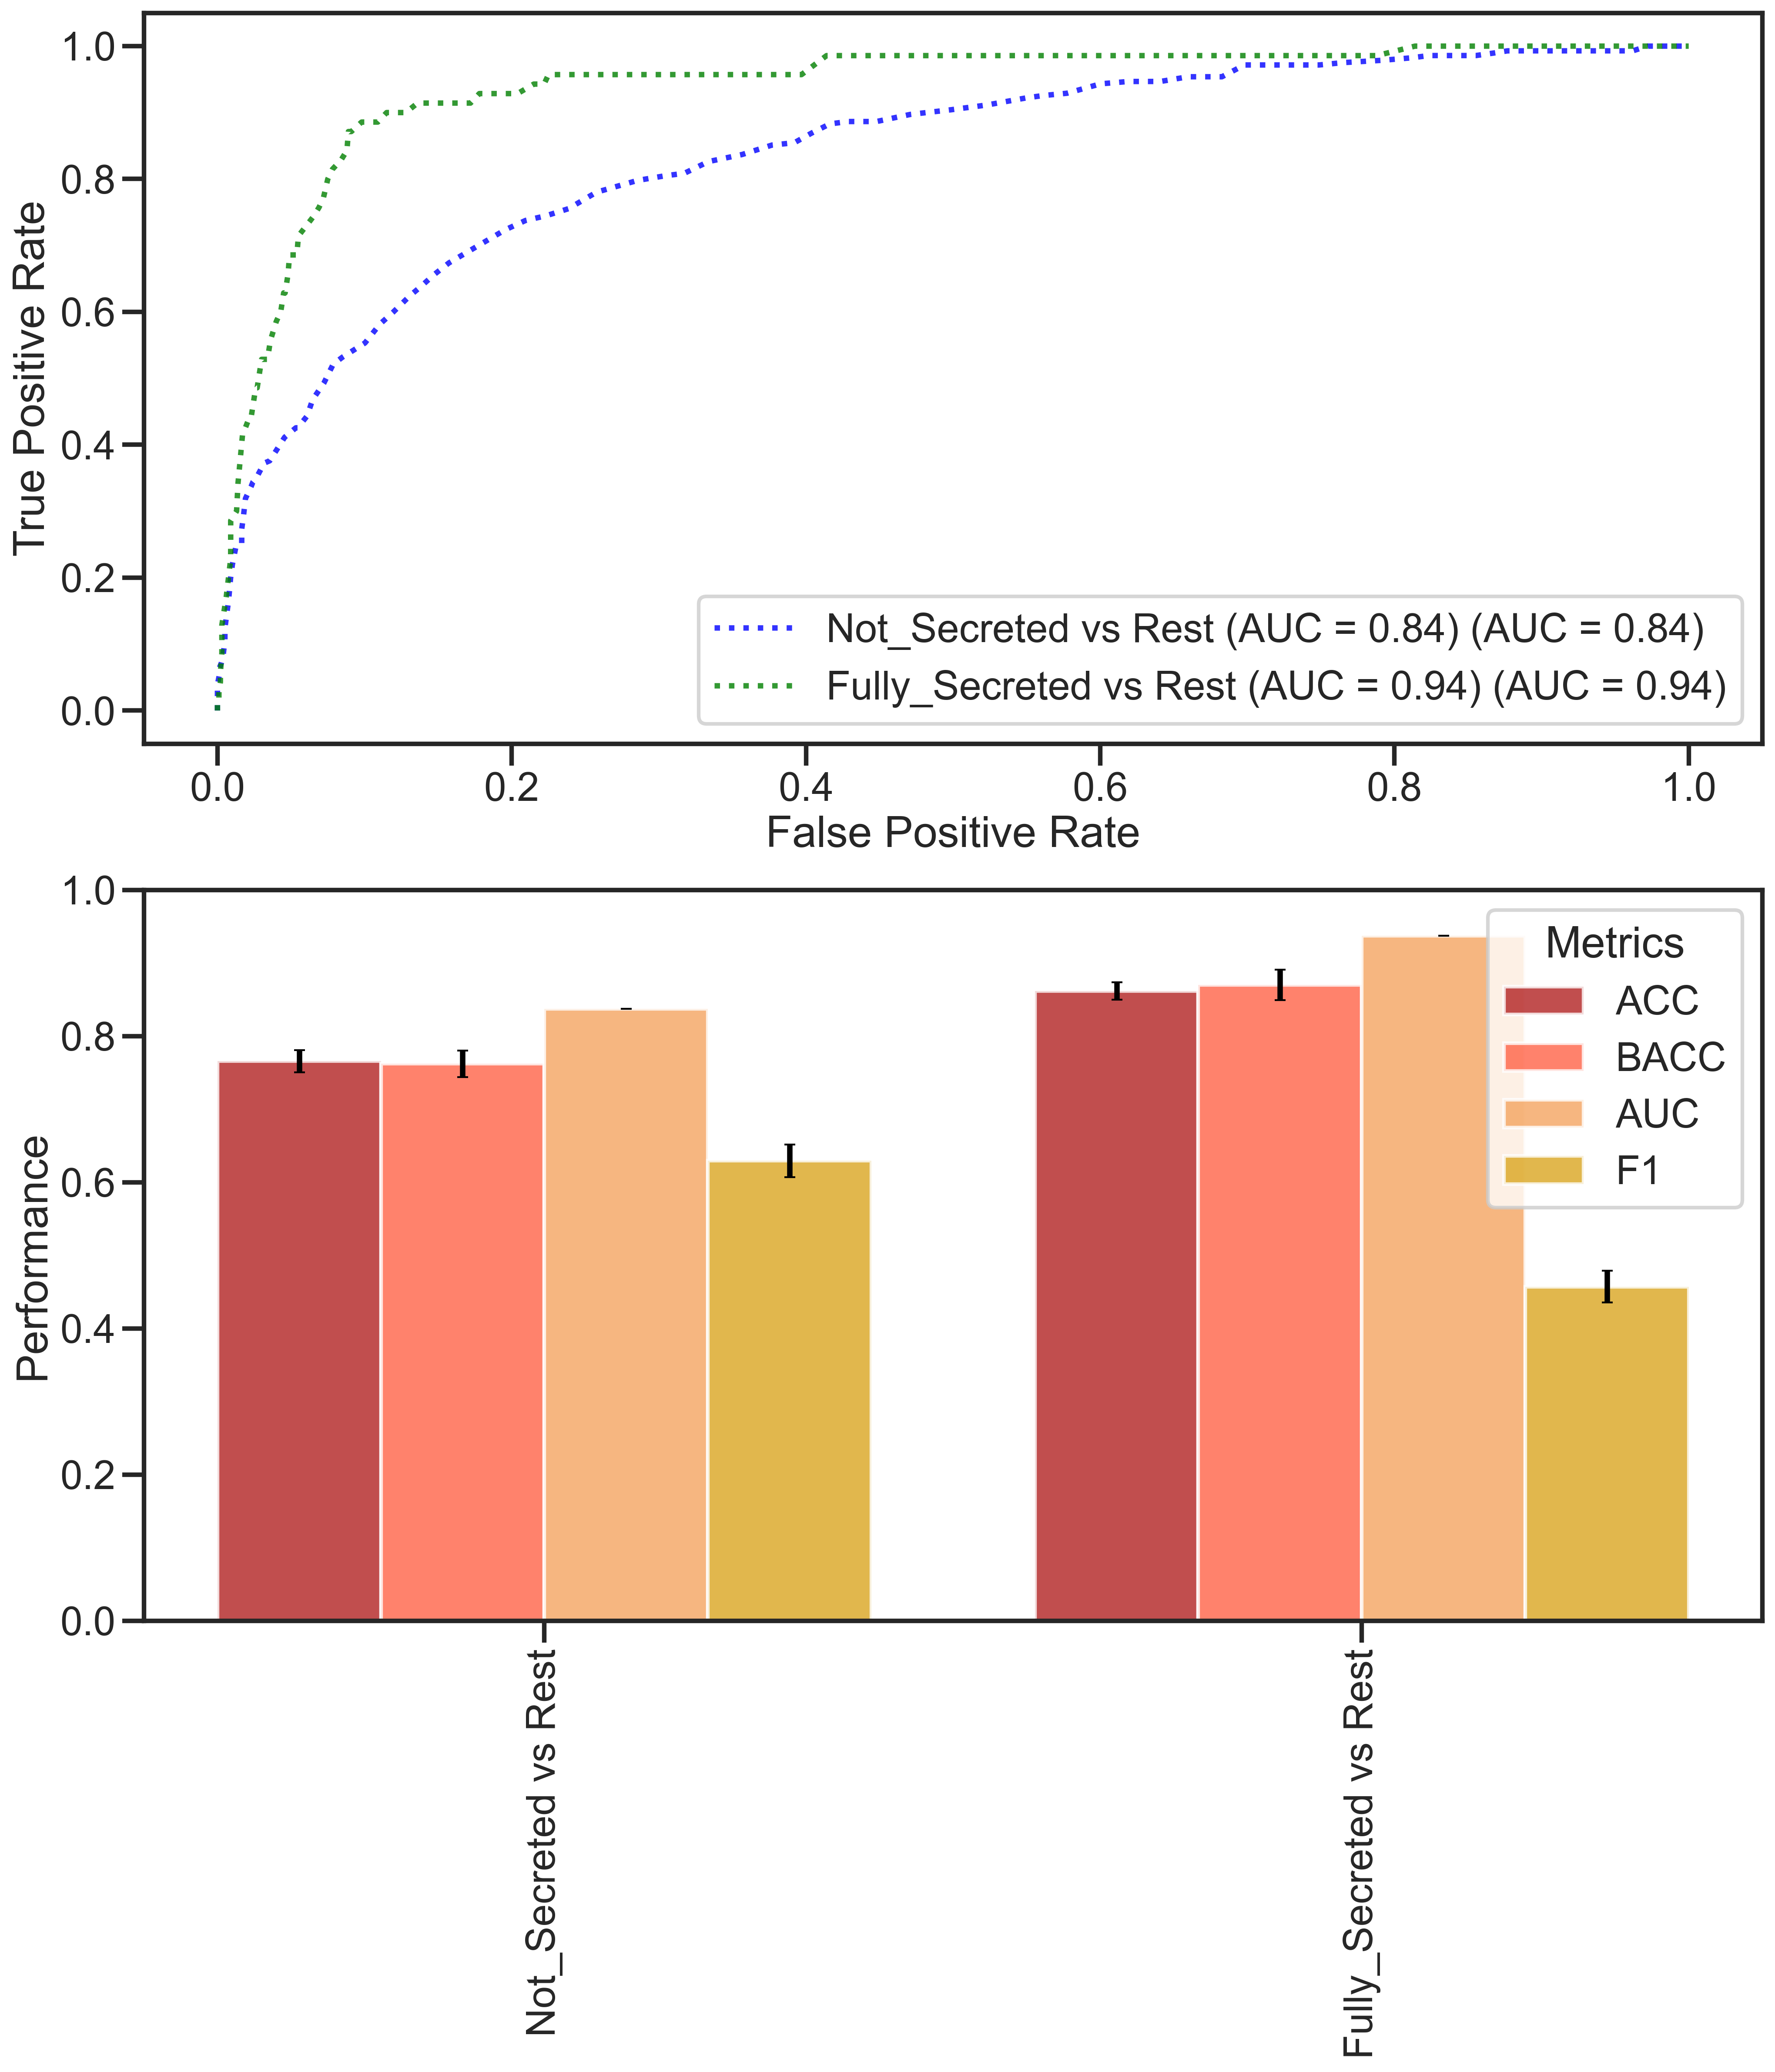 1.0
0.8
0.6
0.4
0.2
0.0
True Positive Rate
Not_Secreted vs Rest (AUC = 0.84) (AUC = 0.84)
Fully_Secreted vs Rest (AUC = 0.94) (AUC = 0.94)
0.0 0.2 0.4 0.6 0.8 1.0
False Positive Rate
1.0
0.8
0.6
0.4
0.2
0.0
Performance
Metrics
ACC
BACC
AUC
F1
Not_Secreted vs Rest
Fully_Secreted vs Rest